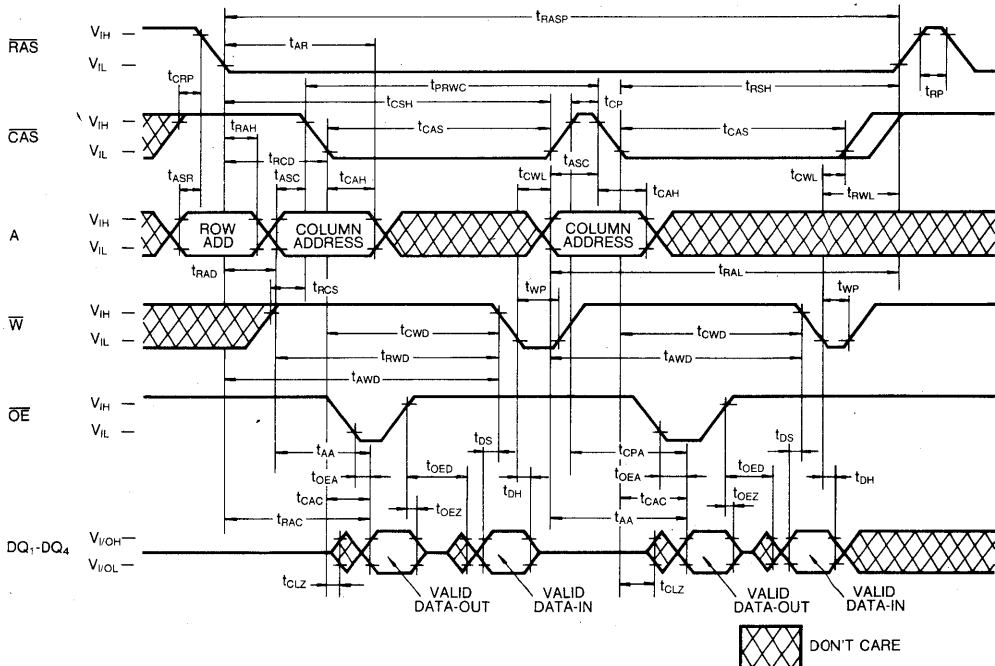 tRASP
RAS
VIH
VIL
tAR
tCRP
tPRWC
tRSH
tRP
tCSH
tCP
CAS
VIH
VIL
tRAH
tCAS
tCAS
tRCD
tASC
tASC
tCWL
tASR
tCAH
tCWL
tCAH
tRWL
A
VIH
VIL
ROW ADD
COLUMN ADDRESS
COLUMN ADDRESS
tRAL
tRAD
tRCS
tWP
tWP
W
VIH
VIL
tCWD
tCWD
tRWD
tAWD
tAWD
OE
VIH
VIL
tAA
tDS
tCPA
tDS
tOEA
tOED
tOEA
tOED
tCAC
tDH
tCAC
tDH
tOEZ
tOEZ
tRAC
tAA
DQ1-DQ4
VI/OH
VI/OL
tCLZ
tCLZ
VALID DATA-OUT
VALID DATA-IN
VALID DATA-OUT
VALID DATA-IN
DON'T CARE